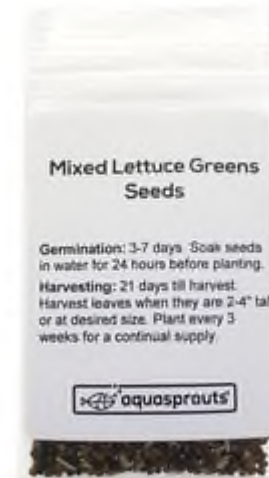 Mixed Lettuce Greens
Seeds
Germination: 3-7 days Soak seeds
in water for 24 hours before planting.
Harvesting: 21 days till harvest
Harvest leaves when they are 2-4" tal
or at desired size. Plant every 3
weeks for a continual supply.
aquasprouts